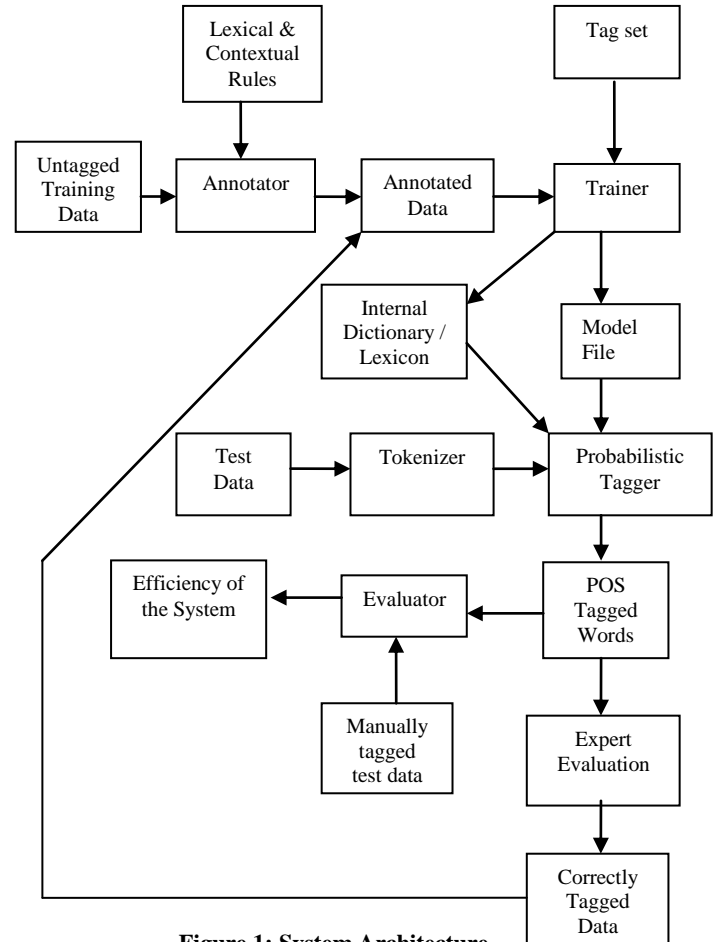 Lexical &
Contextual
Rules
Tag set
Untagged
Training
Data
Annotator
Annotated
Data
Trainer
Internal
Dictionary /
Lexicon
Model
File
Test
Data
Tokenizer
Probabilistic
Tagger
Efficiency of
the System
Evaluator
POS
Tagged
Words
Manually
tagged
test data
Expert
Evaluation
Correctly
Tagged
Data
Figure 1: System Architecture